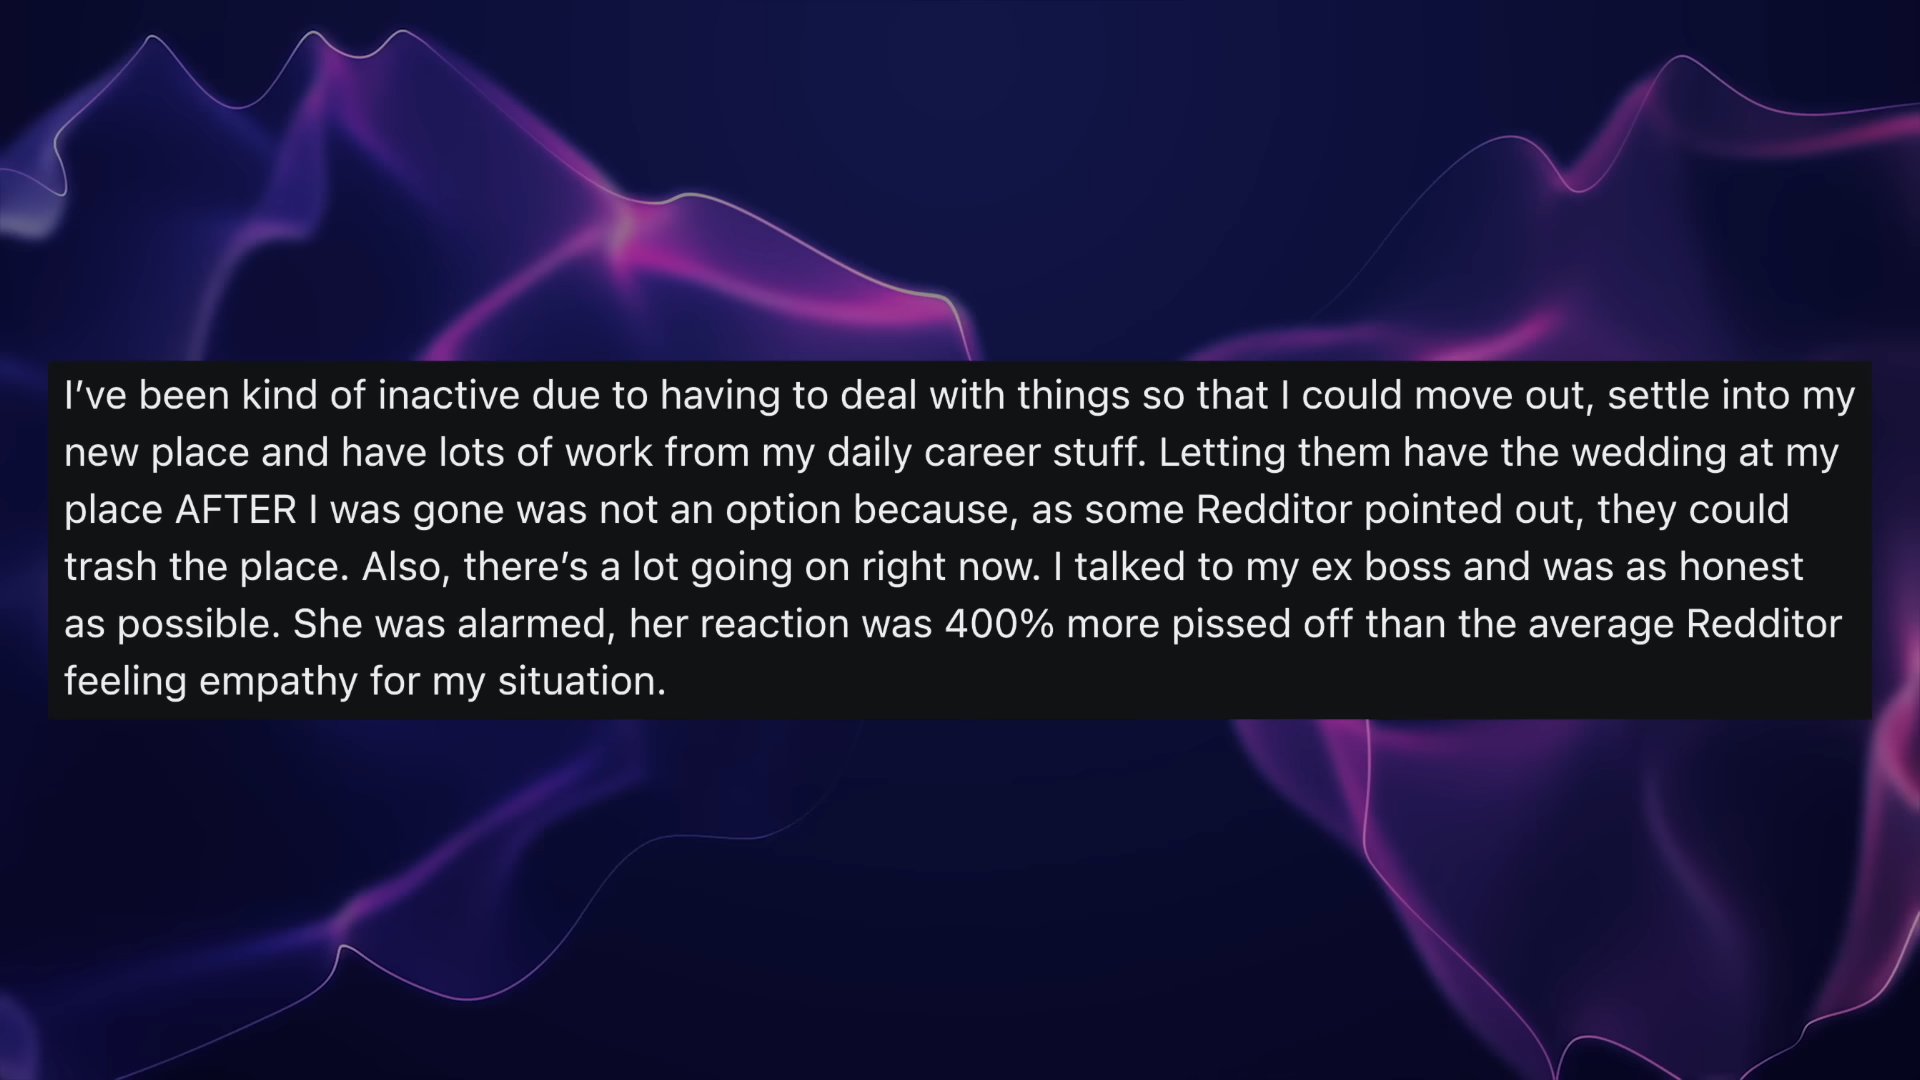 I’ve been kind of inactive due to having to deal with things so that I could move out, settle into my
new place and have lots of work from my daily career stuff. Letting them have the wedding at my
place AFTER I was gone was not an option because, as some Redditor pointed out, they could
trash the place. Also, there’s a lot going on right now. I talked to my ex boss and was as honest
as possible. She was alarmed, her reaction was 400% more pissed off than the average Redditor
feeling empathy for my situation.